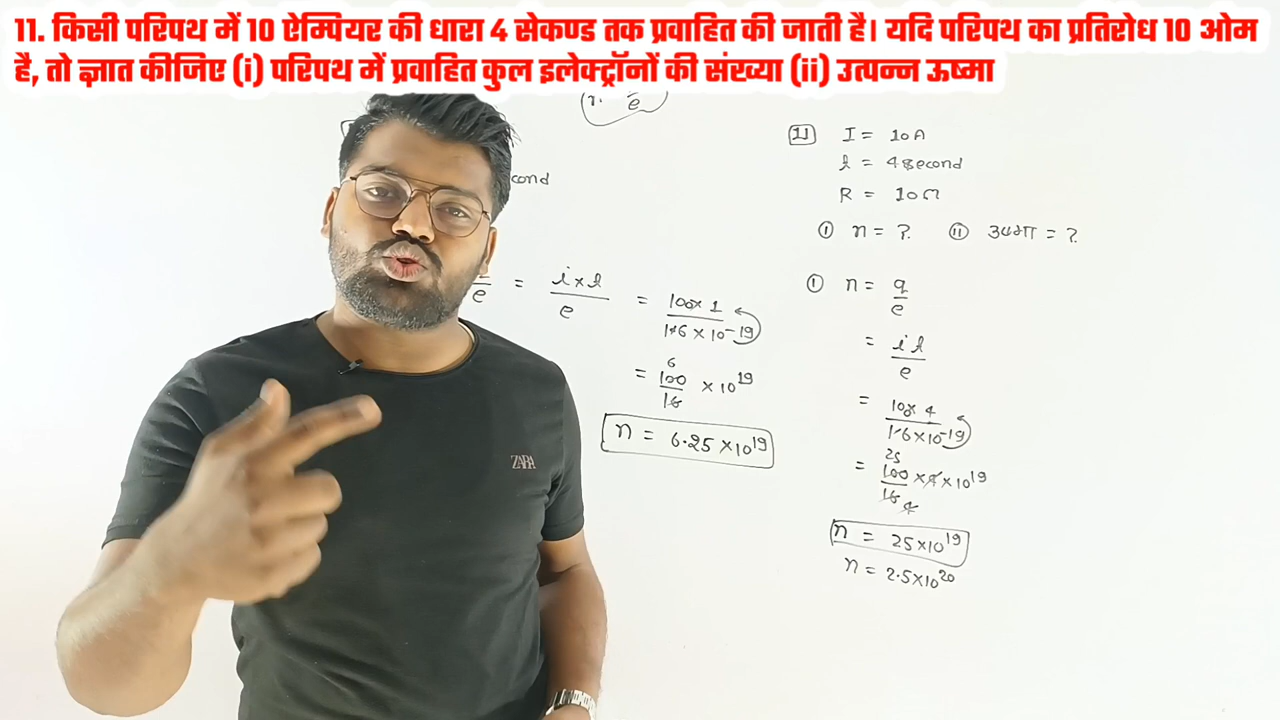 11. किसी परिपथ में 10 ऐम्पियर की धारा 4 सेकण्ड तक प्रवाहित की जाती है। यदि परिपथ का प्रतिरोध 10 ओम
है, तो ज्ञात कीजिए (i) परिपथ में प्रवाहित कुल इलेक्ट्रॉनों की संख्या (ii) उत्पन्न ऊष्मा
e
cond
e = i×t / e = 100×1 / 1.6×10-19
= 100/16 ×10 19
6
n = 6.25×10 19
11 I = 10A
t = 4second
R = 10Ω
i n = ? ii ऊष्मा = ?
i n = q/e
= it/e
= 10×4 / 1.6×10-19
25
= 100/16 ×4×10 19
4
n = 25×10 19
n = 2.5×10 20
ZARA